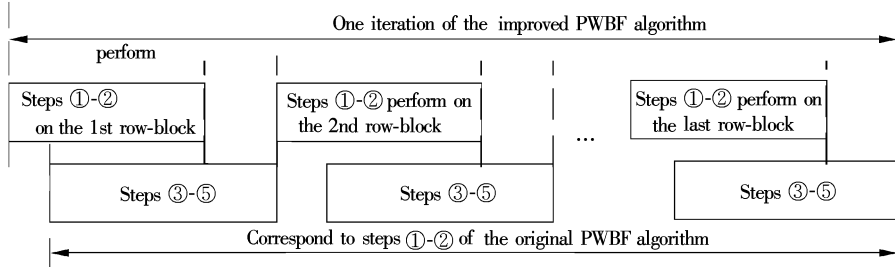 One iteration of the improved PWBF algorithm
perform
Steps ①-②
on the 1st row-block
Steps ①-② perform on
the 2nd row-block
...
Steps ①-② perform on
the last row-block
Steps ③-⑤
Steps ③-⑤
Steps ③-⑤
Correspond to steps ①-② of the original PWBF algorithm